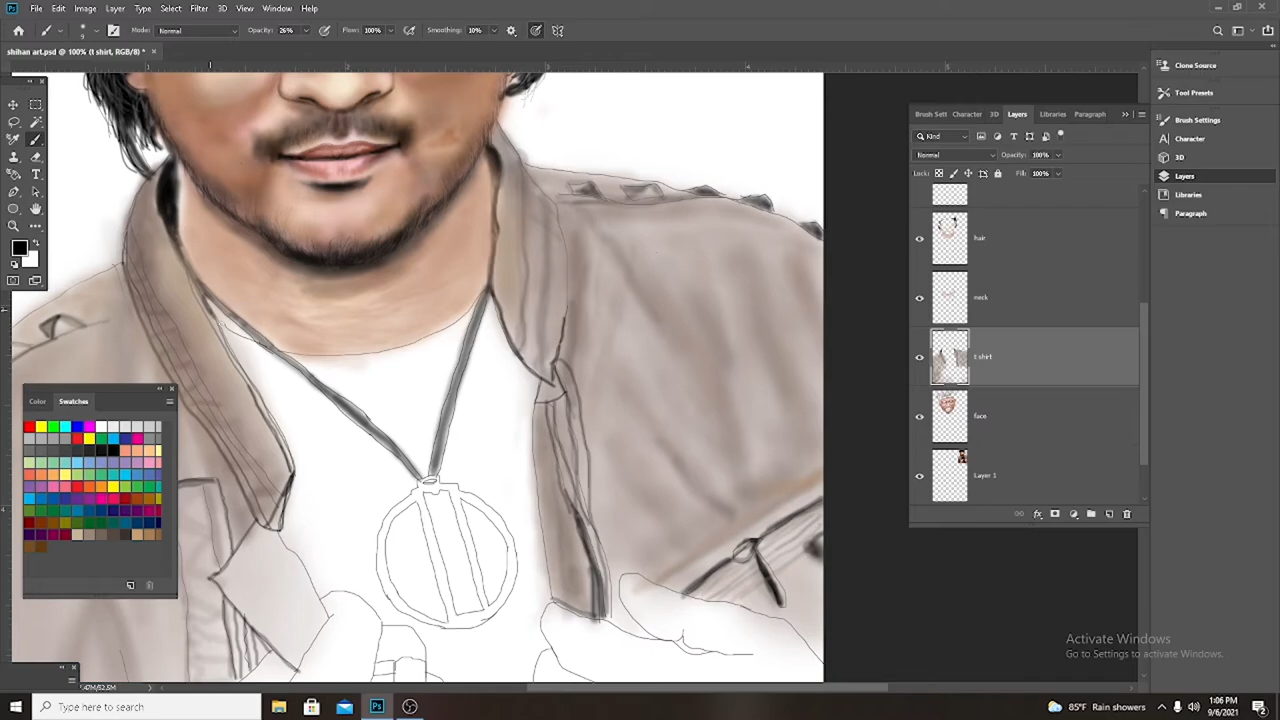 Ps File Edit Image Layer Type Select Filter 3D View Window Help
Mode: Normal Opacity: 26% Flow: 100% Smoothing: 10%
shihan art.psd @ 100% (t shirt, RGB/8) * ×
Clone Source
Tool Presets
Brush Sett Character 3D Layers Libraries Paragraph
Brush Settings
Kind
Character
Normal Opacity: 100%
3D
Lock: Fill: 100%
Layers
Libraries
Paragraph
hair
neck
t shirt
face
Layer 1
Color Swatches
Activate Windows
Go to Settings to activate Windows.
Type here to search
Ps
85°F Rain showers
1:06 PM
9/6/2021
2